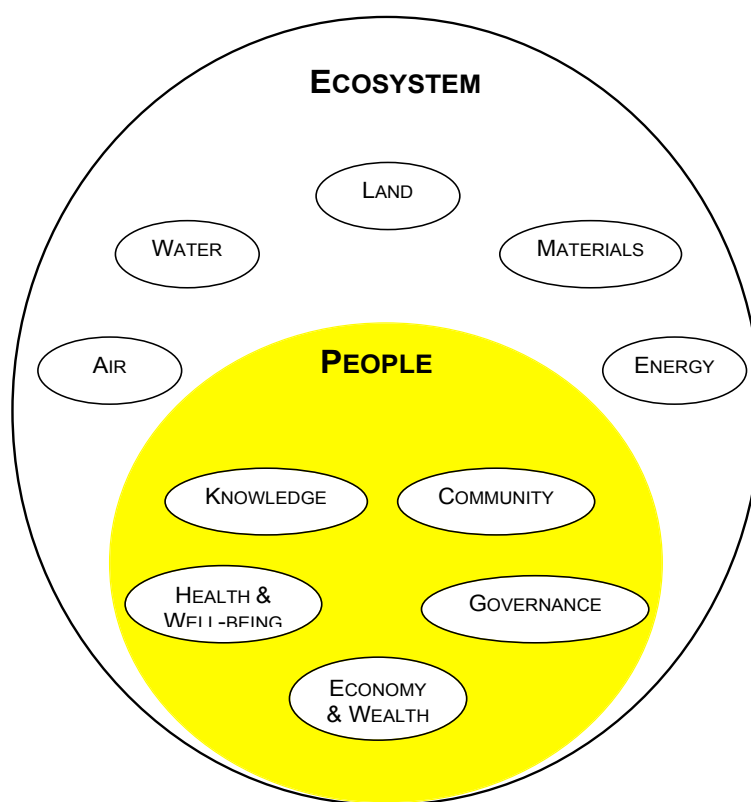 ECOSYSTEM
LAND
WATER
MATERIALS
AIR
PEOPLE
ENERGY
KNOWLEDGE
COMMUNITY
HEALTH &
WELL-BEING
GOVERNANCE
ECONOMY
& WEALTH